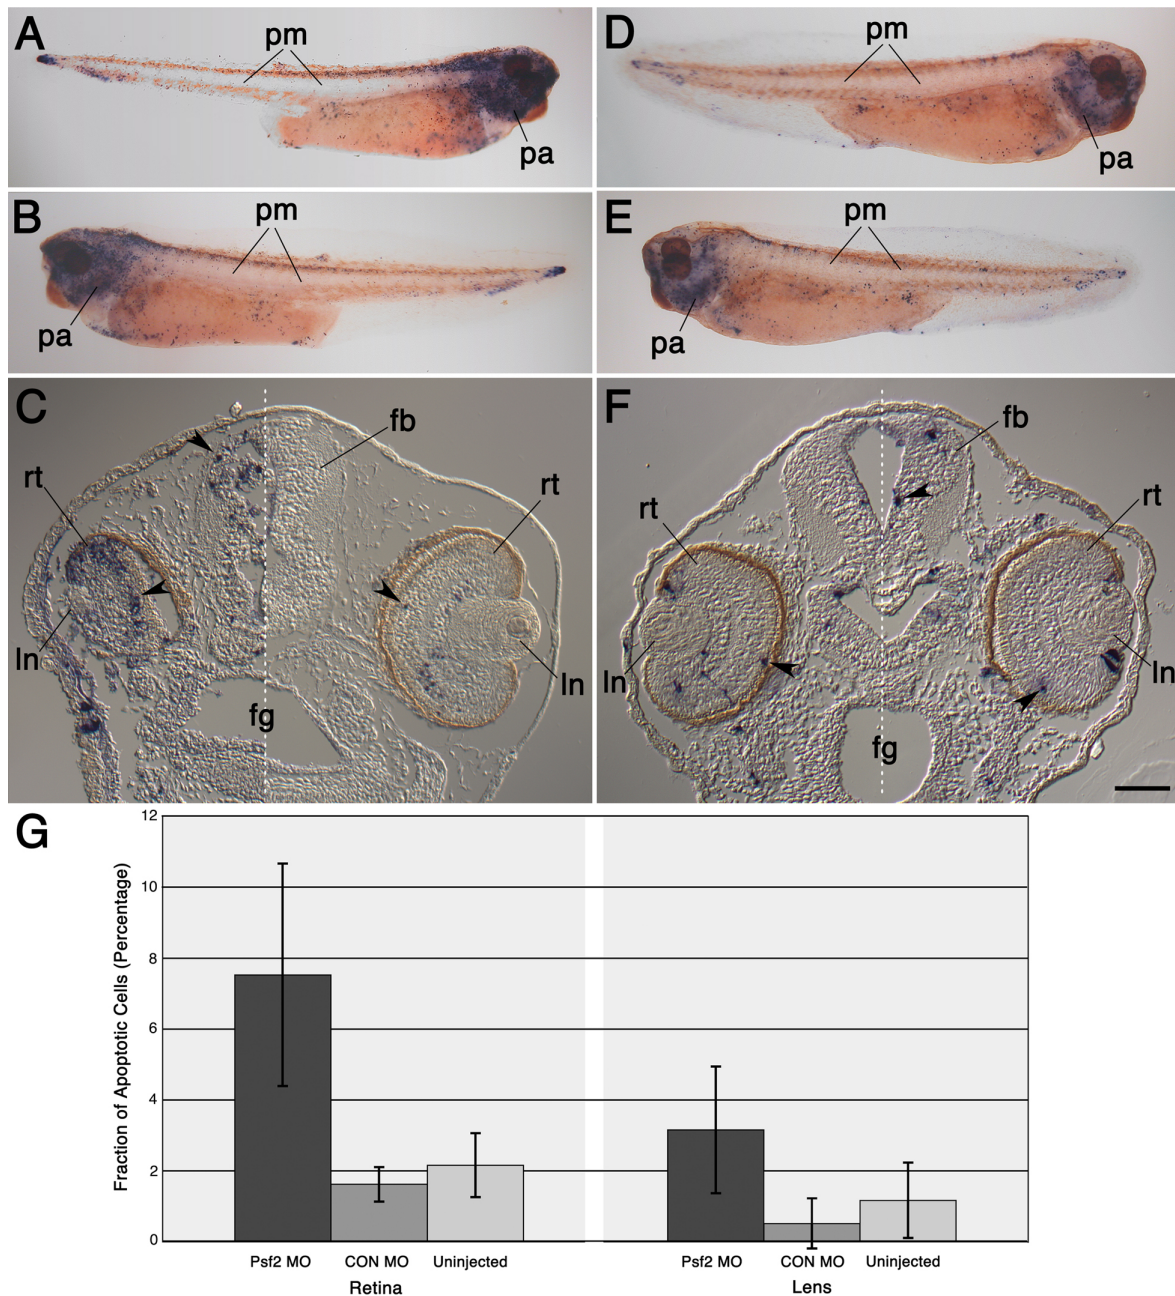 A
pm
pa
D
pm
pa
B
pm
pa
E
pm
pa
C
fb
rt
rt
ln
ln
fg
F
fb
rt
rt
ln
ln
fg
G
Fraction of Apoptotic Cells (Percentage)
12
10
8
6
4
2
0
Psf2 MO CON MO Uninjected
Retina
Psf2 MO CON MO Uninjected
Lens